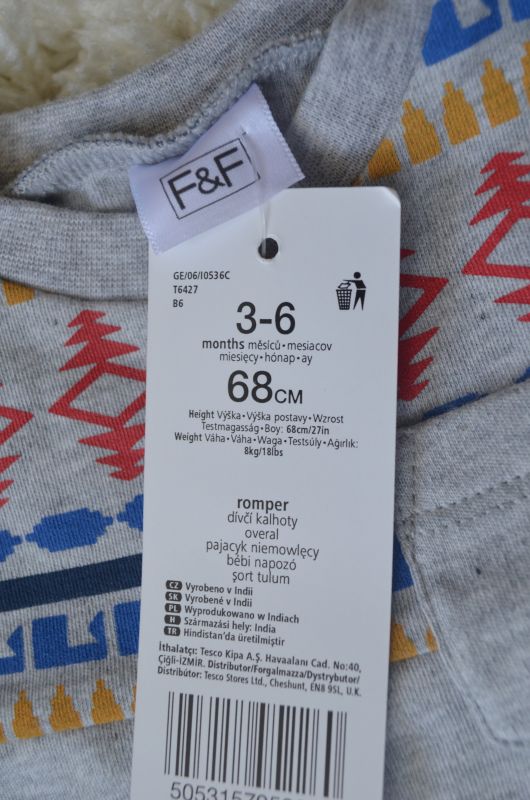 F&F
GE/06/I0536C
T6427
B6
3-6
months měsíců • mesiacov
miesięcy • hónap • ay
68CM
Height Výška • Výška postavy • Wzrost
Testmagasság • Boy: 68cm/27in
Weight Váha • Váha • Waga • Testsúly • Ağırlık:
8kg/18lbs
romper
dívčí kalhoty
overal
pajacyk niemowlęcy
bébi napozó
şort tulum
CZ Vyrobeno v Indii
SK Vyrobené v Indii
PL Wyprodukowano w Indiach
H Származási hely: India
TR Hindistan'da üretilmiştir
İthalatçı: Tesco Kipa A.Ş. Havaalanı Cad. No:40,
Çiğli-İZMİR. Distributor/Forgalmazza/Dystrybutor/
Distribútor: Tesco Stores Ltd., Cheshunt, EN8 9SL, U.K.